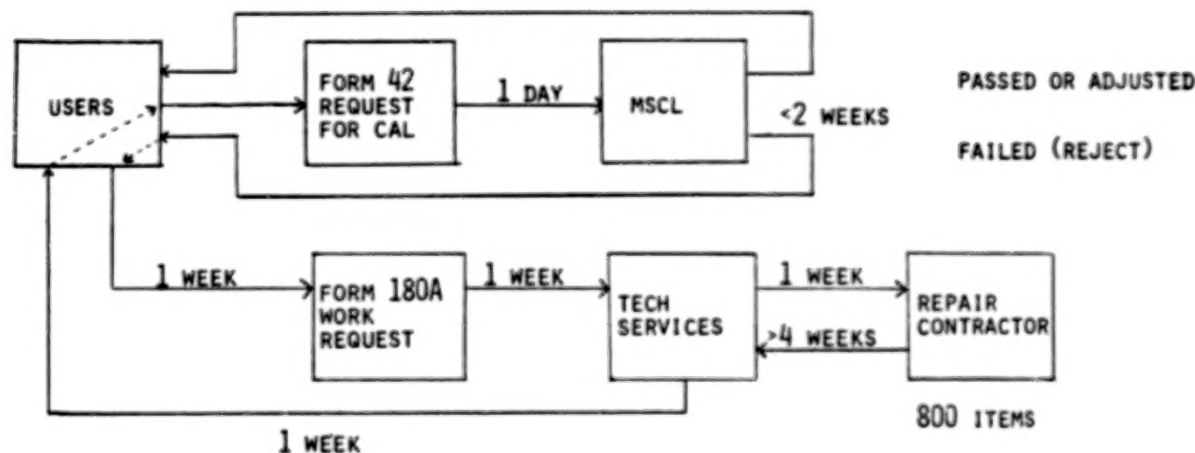 USERS
FORM 42
REQUEST
FOR CAL
1 DAY
MSCL
<2 WEEKS
PASSED OR ADJUSTED
FAILED (REJECT)
1 WEEK
FORM 180A
WORK
REQUEST
1 WEEK
TECH
SERVICES
1 WEEK
>4 WEEKS
REPAIR
CONTRACTOR
800 ITEMS
1 WEEK